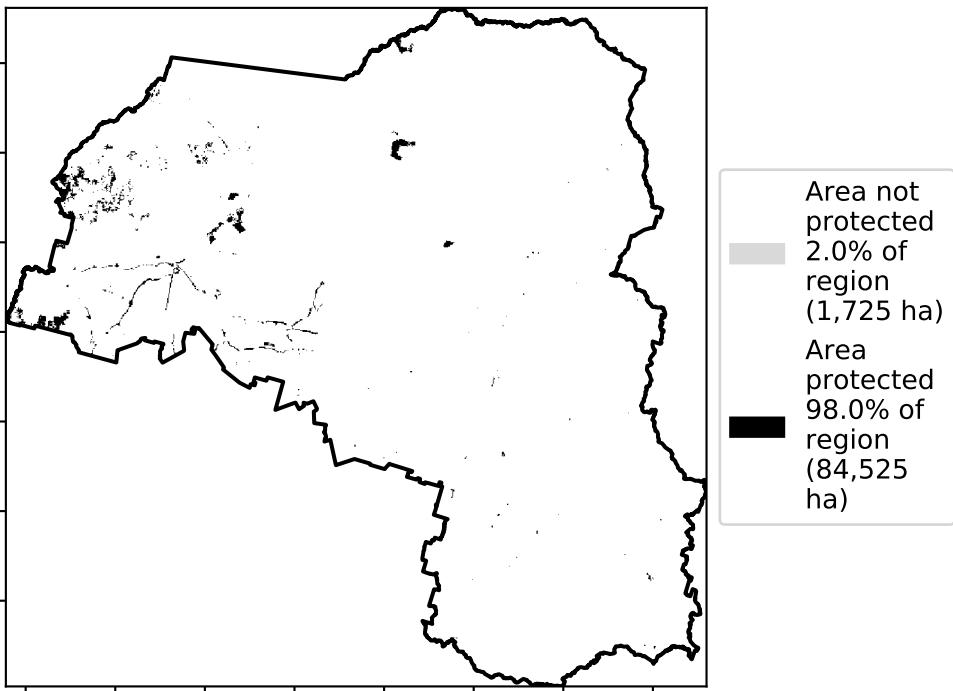 Area not
protected
2.0% of
region
(1,725 ha)
Area
protected
98.0% of
region
(84,525
ha)